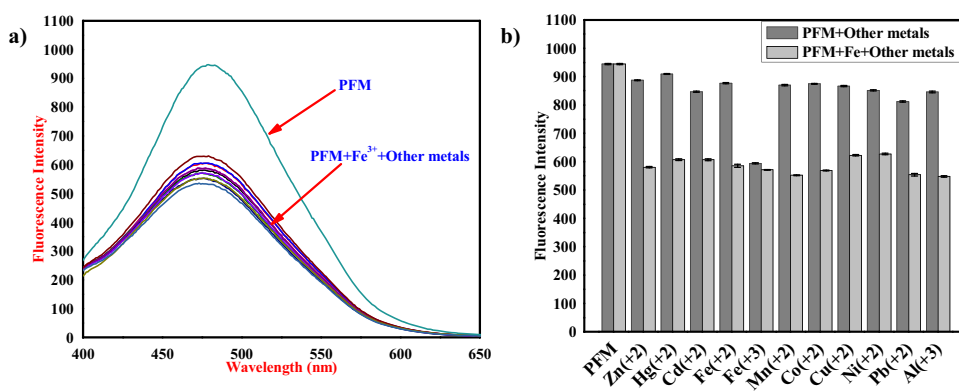 a)
1100
1000
900
800
700
600
500
400
300
200
100
0
Fluorescence Intensity
PFM
PFM+Fe³⁺+Other metals
400
450
500
550
600
650
Wavelength (nm)
b)
1100
1000
900
800
700
600
500
400
300
200
100
0
Fluorescence Intensity
PFM+Other metals
PFM+Fe+Other metals
PFM
Zn(+2)
Hg(+2)
Cd(+2)
Fe(+2)
Fe(+3)
Mn(+2)
Co(+2)
Cu(+2)
Ni(+2)
Pb(+2)
Al(+3)